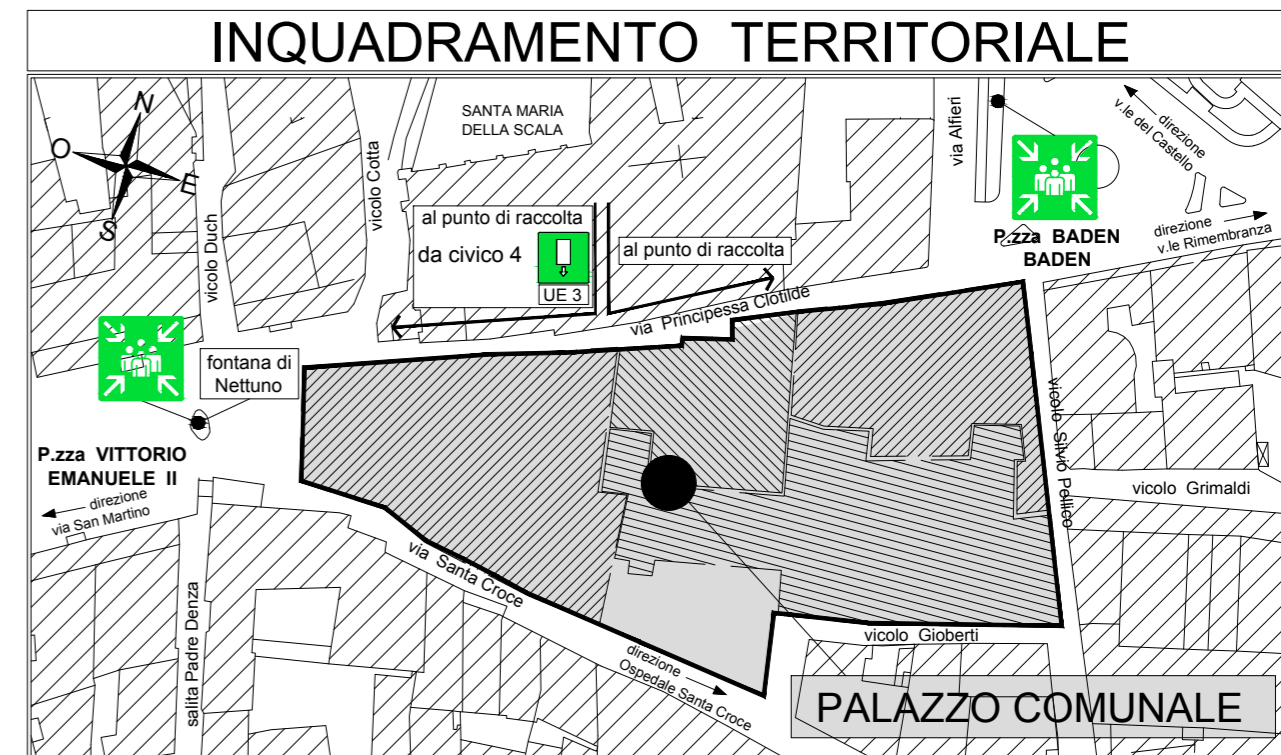 INQUADRAMENTO TERRITORIALE
N
O
E
S
vicolo Duch
vicolo Cotta
SANTA MARIA
DELLA SCALA
via Alfieri
direzione
v.le del Castello
al punto di raccolta
da civico 4
UE 3
al punto di raccolta
P.zza BADEN
BADEN
direzione
v.le Rimembranza
via Principessa Clotilde
fontana di
Nettuno
P.zza VITTORIO
EMANUELE II
direzione
via San Martino
salita Padre Denza
via Santa Croce
direzione
Ospedale Santa Croce
vicolo Silvio Pellico
vicolo Grimaldi
vicolo Gioberti
PALAZZO COMUNALE